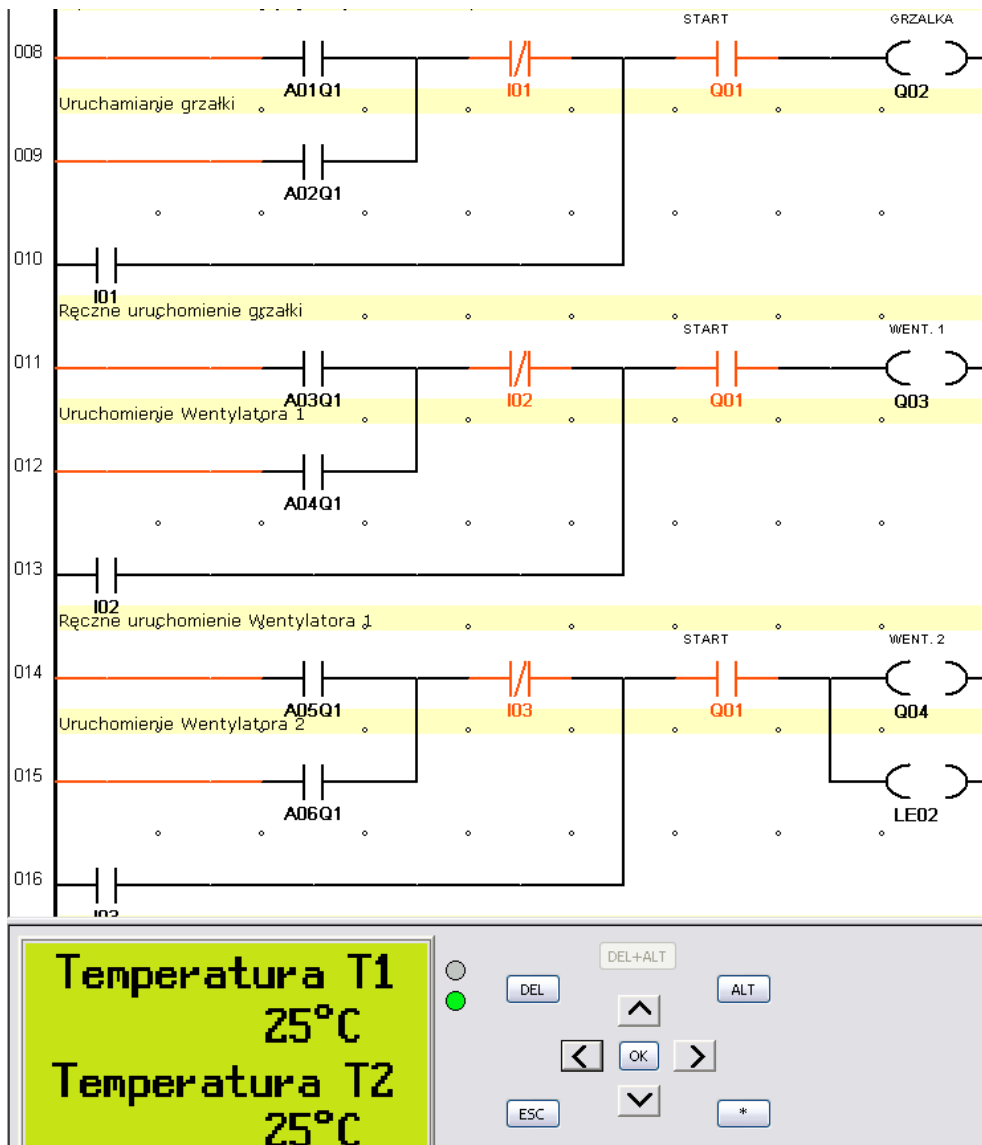 START GRZALKA
008
A01Q1 I01 Q01 Q02
Uruchamianie grzałki
009
A02Q1
010
I01
Ręczne uruchomienie grzałki
START WENT. 1
011
A03Q1 I02 Q01 Q03
Uruchomienie Wentylatora 1
012
A04Q1
013
I02
Ręczne uruchomienie Wentylatora 1
START WENT. 2
014
A05Q1 I03 Q01 Q04
Uruchomienie Wentylatora 2
015
A06Q1 LE02
016
I03
Temperatura T1
25°C
Temperatura T2
25°C
DEL+ALT
DEL ALT
OK
ESC *